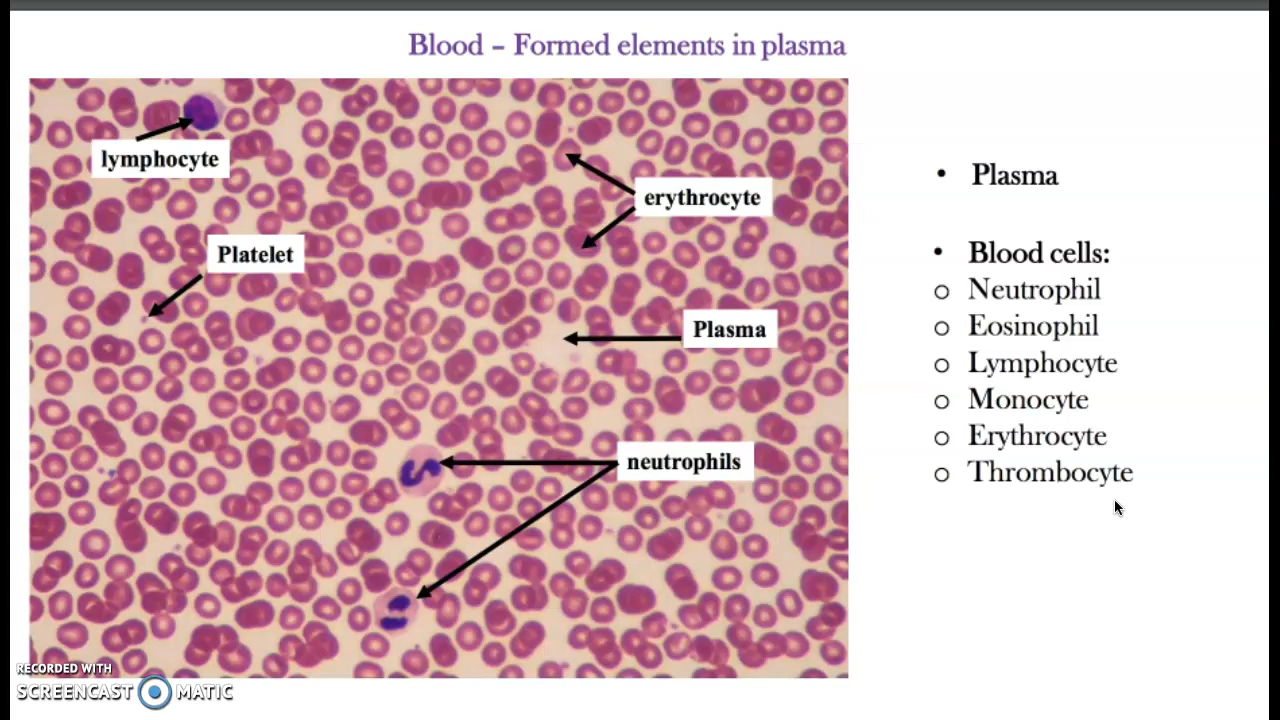 Blood – Formed elements in plasma
lymphocyte
erythrocyte
Platelet
Plasma
neutrophils
• Plasma
• Blood cells:
o Neutrophil
o Eosinophil
o Lymphocyte
o Monocyte
o Erythrocyte
o Thrombocyte
RECORDED WITH
SCREENCAST MATIC